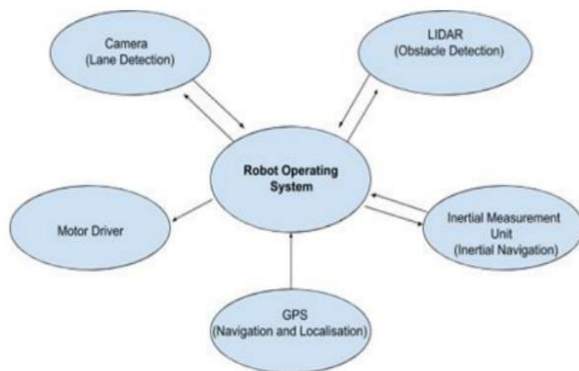 Camera
(Lane Detection)
LIDAR
(Obstacle Detection)
Robot Operating
System
Motor Driver
Inertial Measurement
Unit
(Inertial Navigation)
GPS
(Navigation and Localisation)